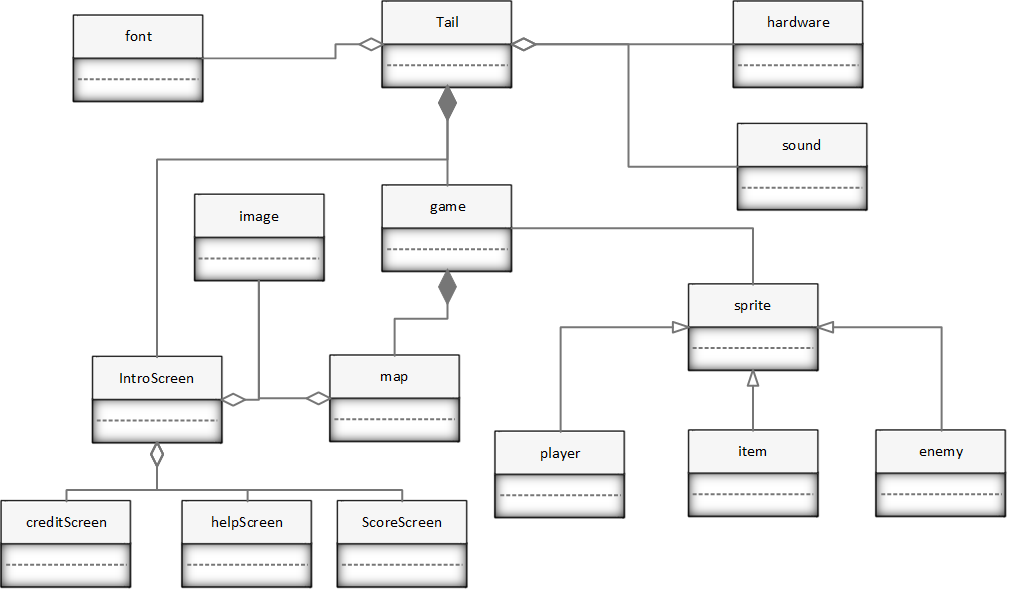 Tail
hardware
font
sound
game
image
sprite
IntroScreen
map
player
item
enemy
creditScreen
helpScreen
ScoreScreen